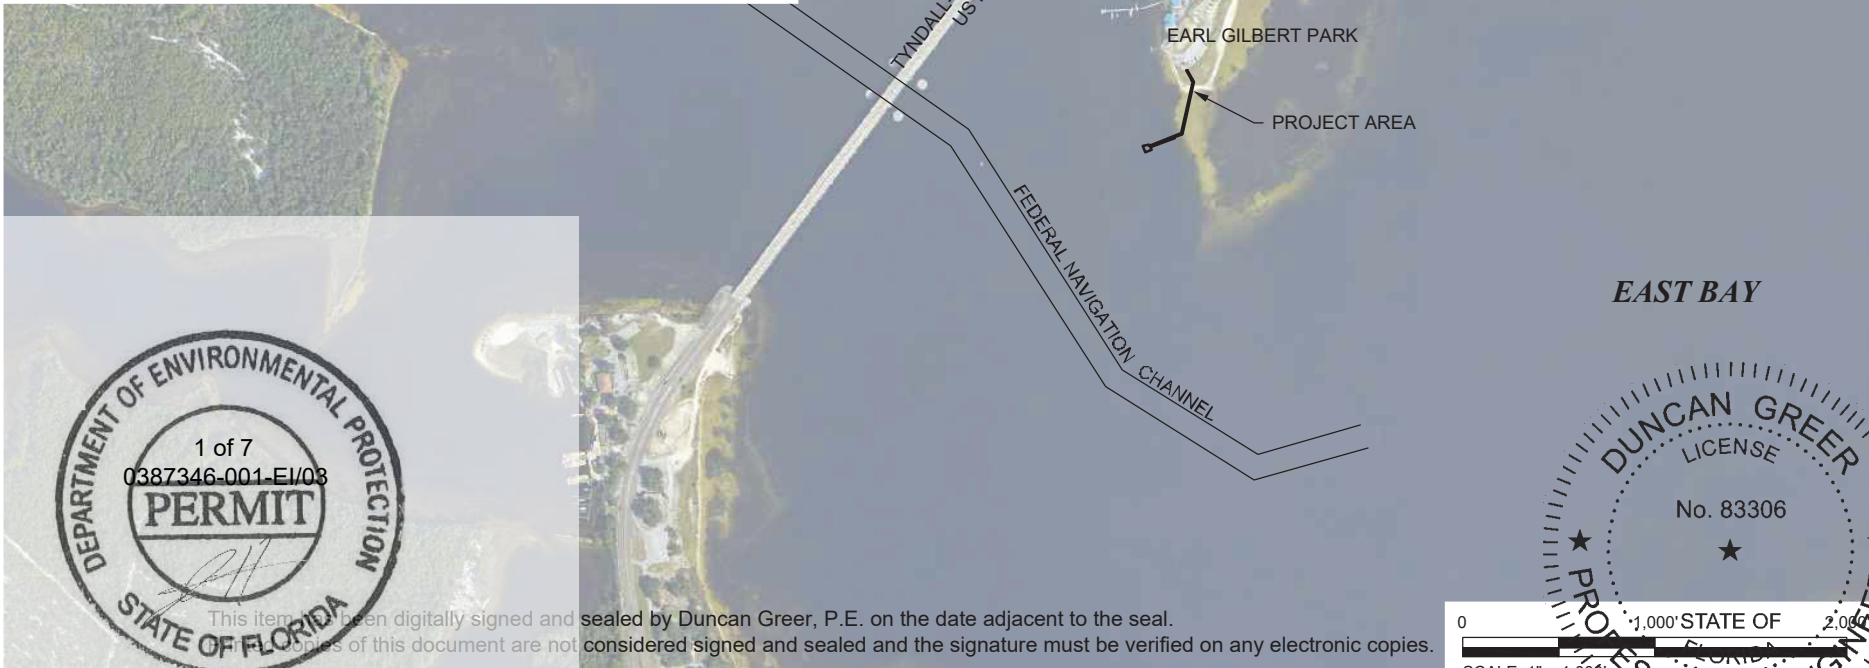 TYNDALL
US
EARL GILBERT PARK
PROJECT AREA
FEDERAL NAVIGATION CHANNEL
EAST BAY
DEPARTMENT OF ENVIRONMENTAL PROTECTION
1 of 7
0387346-001-EI/03
PERMIT
STATE OF FLORIDA
DUNCAN GREER
LICENSE
No. 83306
★
★
STATE OF
FLORIDA
This item has been digitally signed and sealed by Duncan Greer, P.E. on the date adjacent to the seal.
Printed copies of this document are not considered signed and sealed and the signature must be verified on any electronic copies.
0 1,000' 2,000'